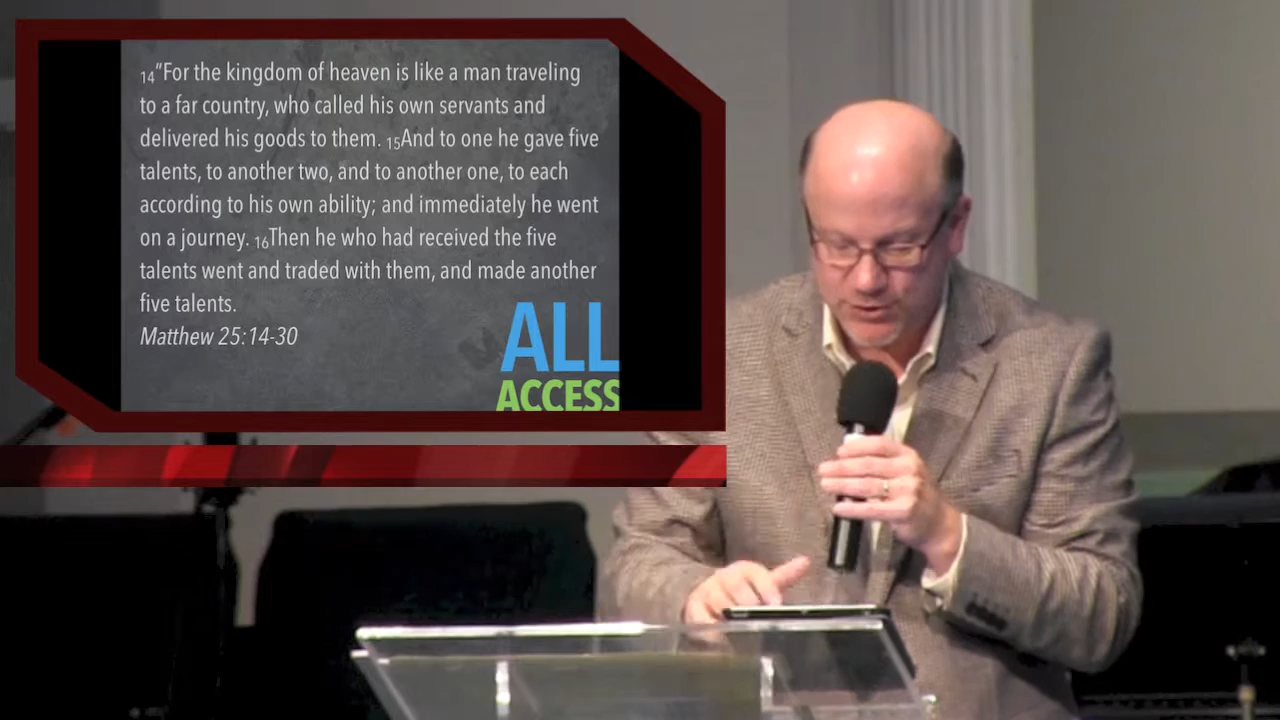 14"For the kingdom of heaven is like a man traveling
to a far country, who called his own servants and
delivered his goods to them. 15And to one he gave five
talents, to another two, and to another one, to each
according to his own ability; and immediately he went
on a journey. 16Then he who had received the five
talents went and traded with them, and made another
five talents.
Matthew 25:14-30
ALL
ACCESS